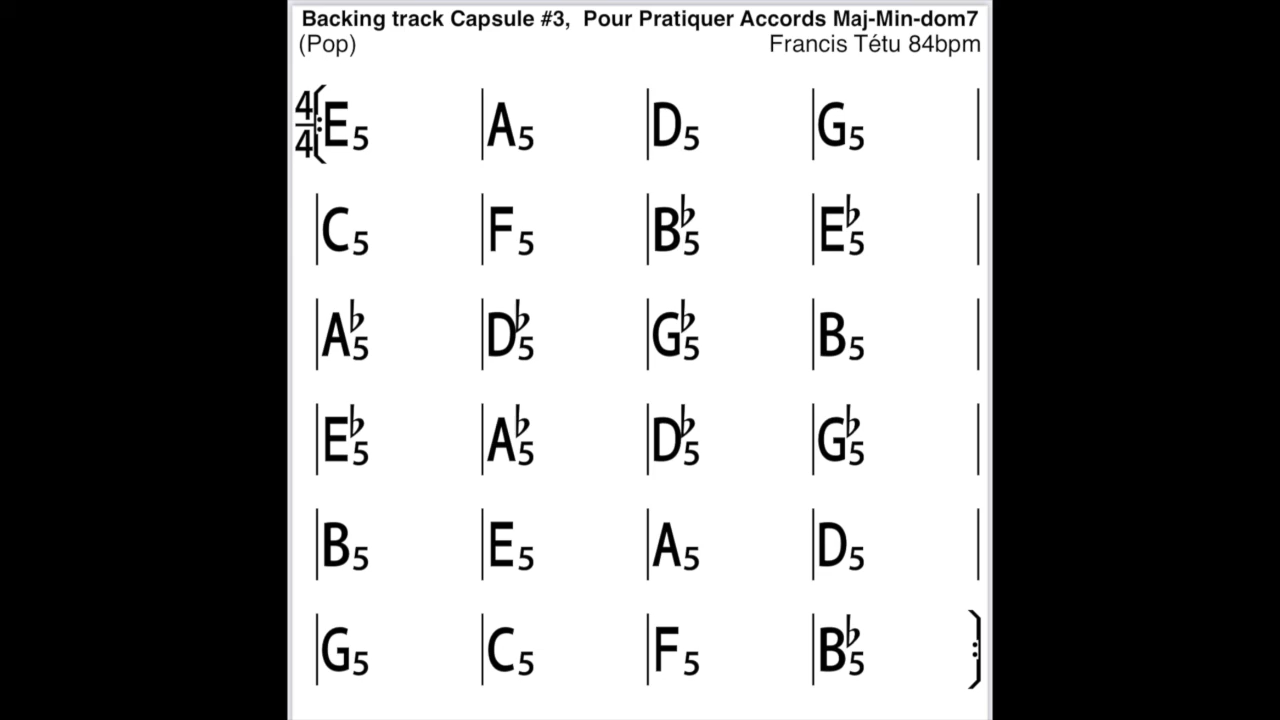 Backing track Capsule #3,  Pour Pratiquer Accords Maj-Min-dom7
(Pop) Francis Tétu 84bpm
4/4 E5 A5 D5 G5
C5 F5 B♭5 E♭5
A♭5 D♭5 G♭5 B5
E♭5 A♭5 D♭5 G♭5
B5 E5 A5 D5
G5 C5 F5 B♭5